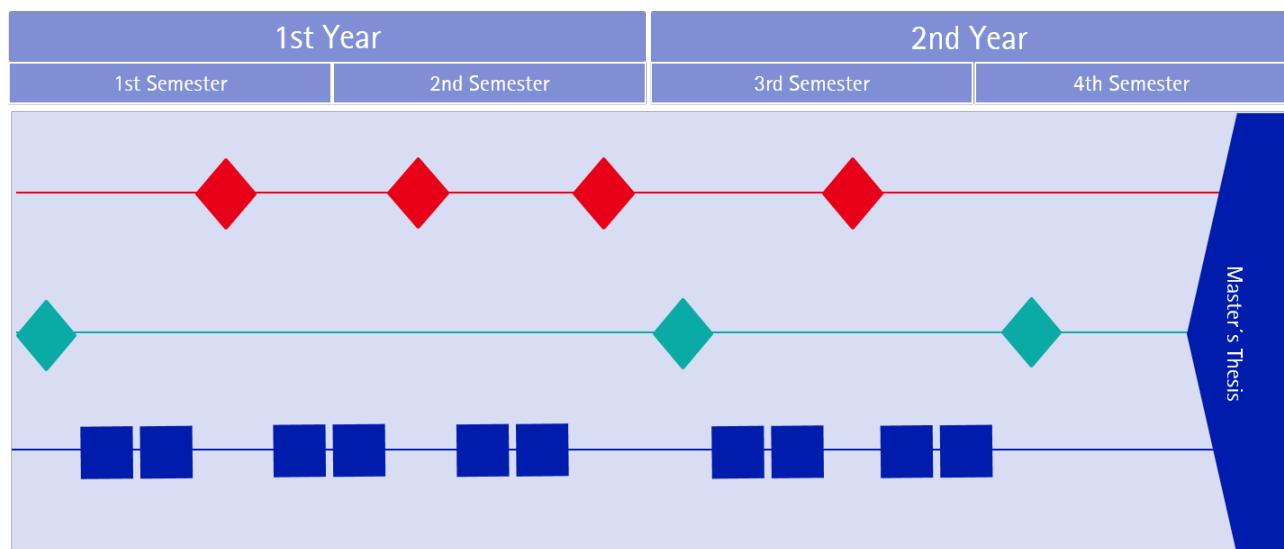 1st Year
2nd Year
1st Semester
2nd Semester
3rd Semester
4th Semester
Master´s Thesis